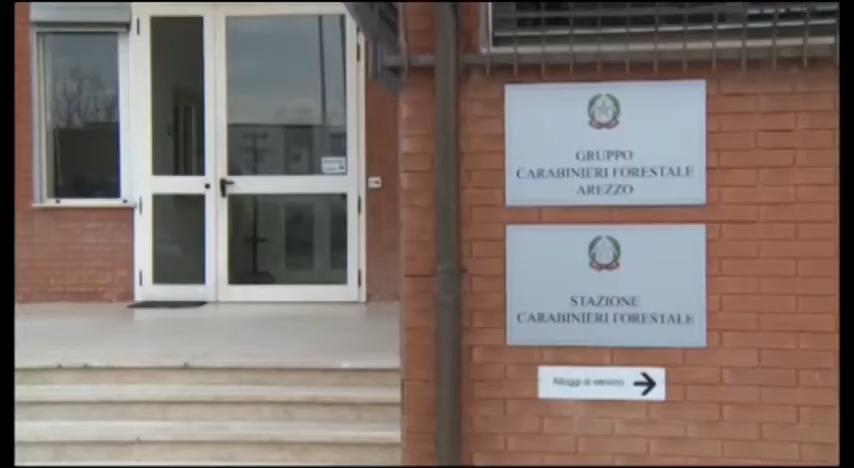 GRUPPO
CARABINIERI FORESTALE
AREZZO
STAZIONE
CARABINIERI FORESTALE
Alloggi di servizio